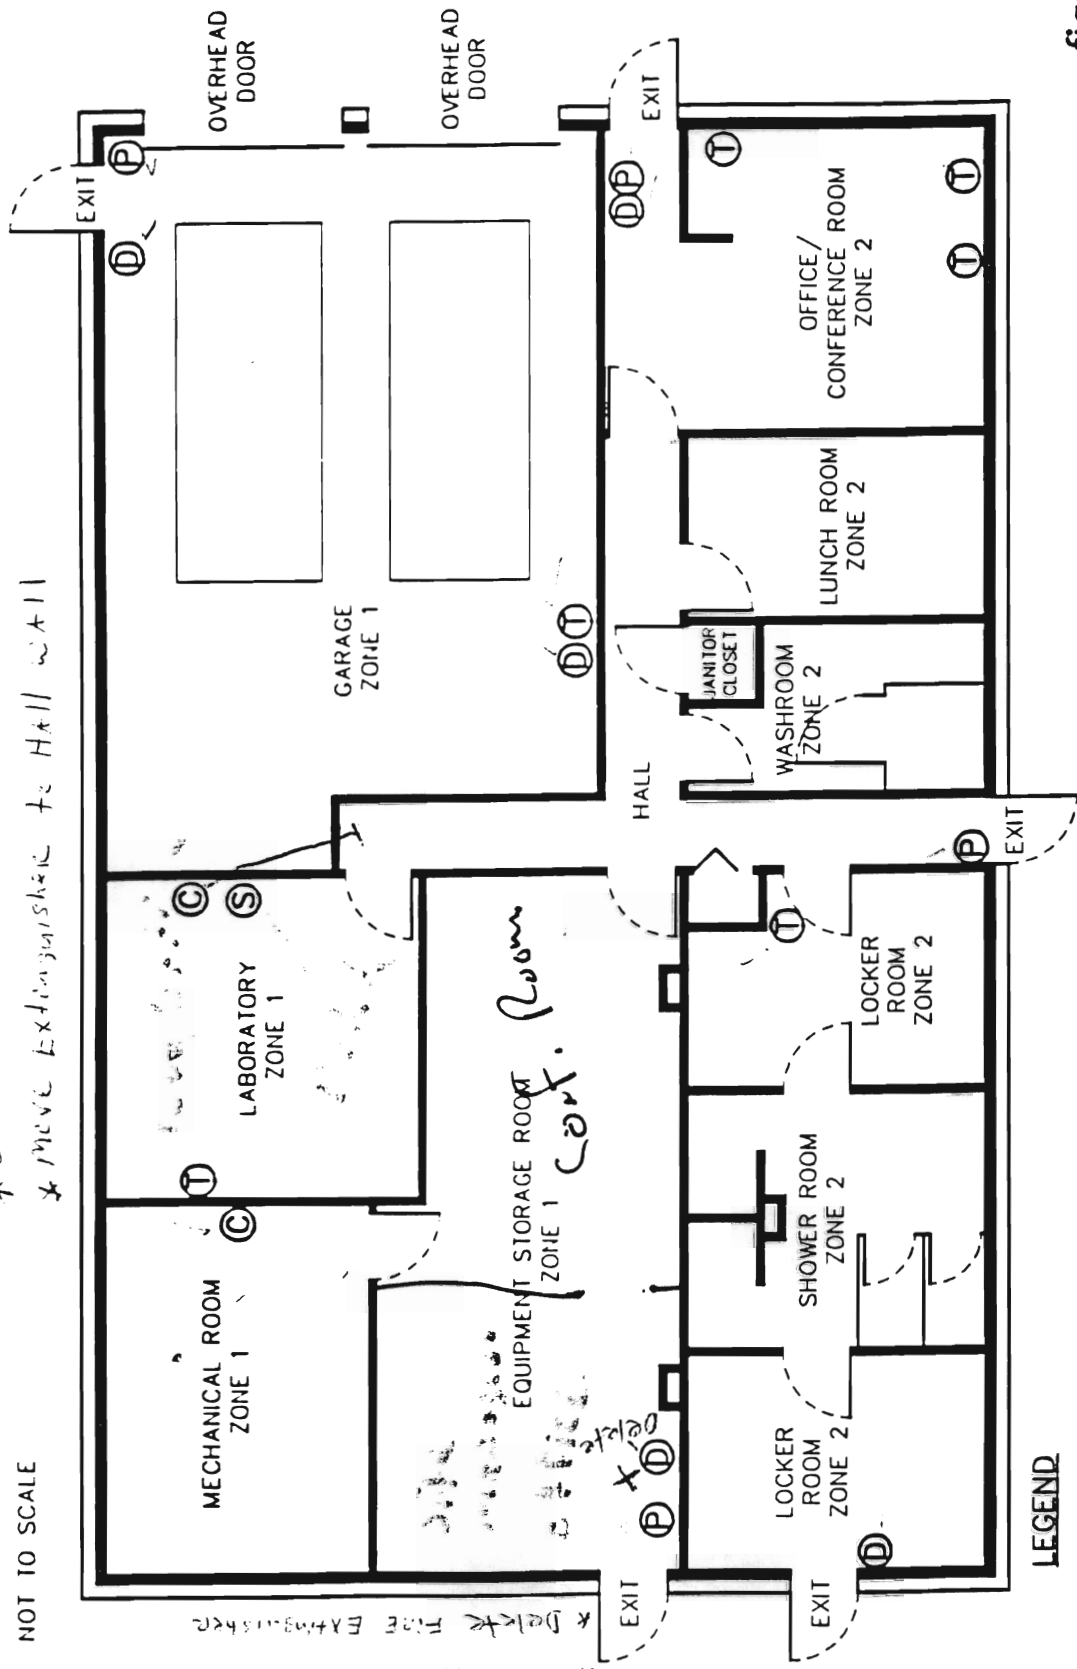 NOT TO SCALE
* Move Extinguisher to Hall wall
* Delete Fire Extinguisher
MECHANICAL ROOM
ZONE 1
C
T
LABORATORY
ZONE 1
C
S
GARAGE
ZONE 1
D
T
D
P
EXIT
OVERHEAD
DOOR
OVERHEAD
DOOR
EQUIPMENT STORAGE ROOM
ZONE 1
Conf. Room
P
D
X Delete
EXIT
HALL
D
P
EXIT
LOCKER
ROOM
ZONE 2
D
EXIT
SHOWER ROOM
ZONE 2
LOCKER
ROOM
ZONE 2
T
P
EXIT
WASHROOM
ZONE 2
JANITOR
CLOSET
LUNCH ROOM
ZONE 2
OFFICE/
CONFERENCE ROOM
ZONE 2
T
T
T
LEGEND